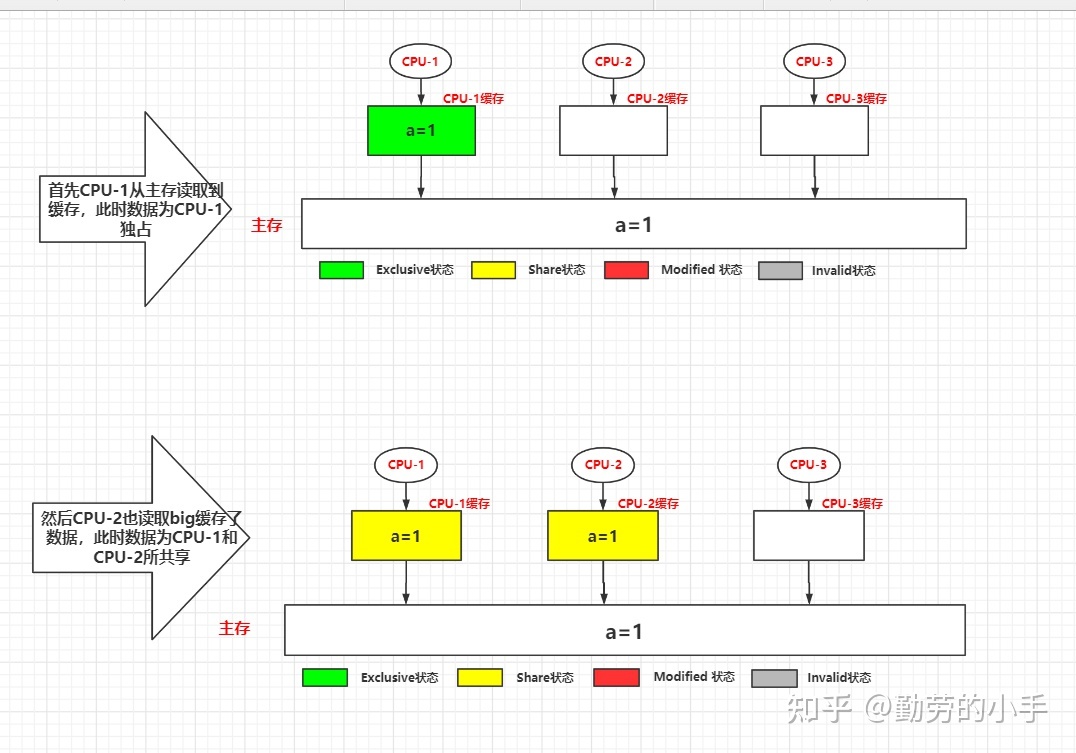 CPU-1
CPU-2
CPU-3
CPU-1缓存
CPU-2缓存
CPU-3缓存
a=1
首先CPU-1从主存读取到
缓存，此时数据为CPU-1
独占
主存
a=1
Exclusive状态
Share状态
Modified 状态
Invalid状态
CPU-1
CPU-2
CPU-3
CPU-1缓存
CPU-2缓存
CPU-3缓存
a=1
a=1
然后CPU-2也读取big缓存了
数据，此时数据为CPU-1和
CPU-2所共享
主存
a=1
Exclusive状态
Share状态
Modified 状态
Invalid状态
知乎 @勤劳的小手